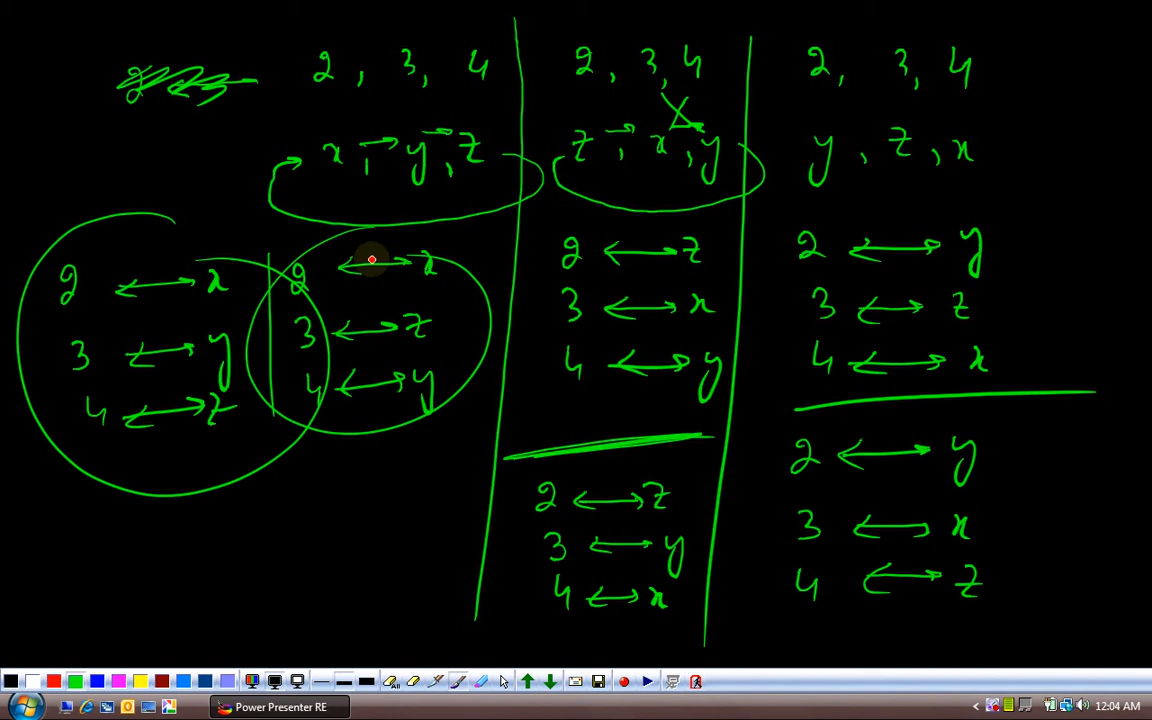 2 , 3, 4
x , y , z
2 ↔ x
3 ↔ y
4 ↔ z
2 ↔ x
3 ↔ z
4 ↔ y
2 , 3, 4
z , x , y
2 ↔ z
3 ↔ x
4 ↔ y
2 ↔ z
3 ↔ y
4 ↔ x
2, 3, 4
y , z , x
2 ↔ y
3 ↔ z
4 ↔ x
2 ↔ y
3 ↔ x
4 ↔ z
All
Power Presenter RE
12:04 AM